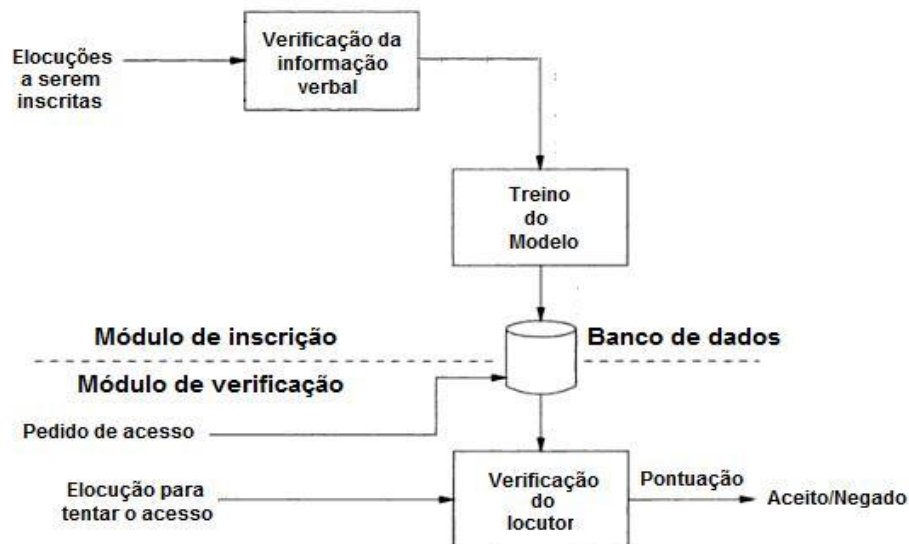 Elocuções
a serem
inscritas
Verificação da
informação
verbal
Treino
do
Modelo
Módulo de inscrição
Banco de dados
Módulo de verificação
Pedido de acesso
Elocução para
tentar o acesso
Verificação
do
locutor
Pontuação
Aceito/Negado